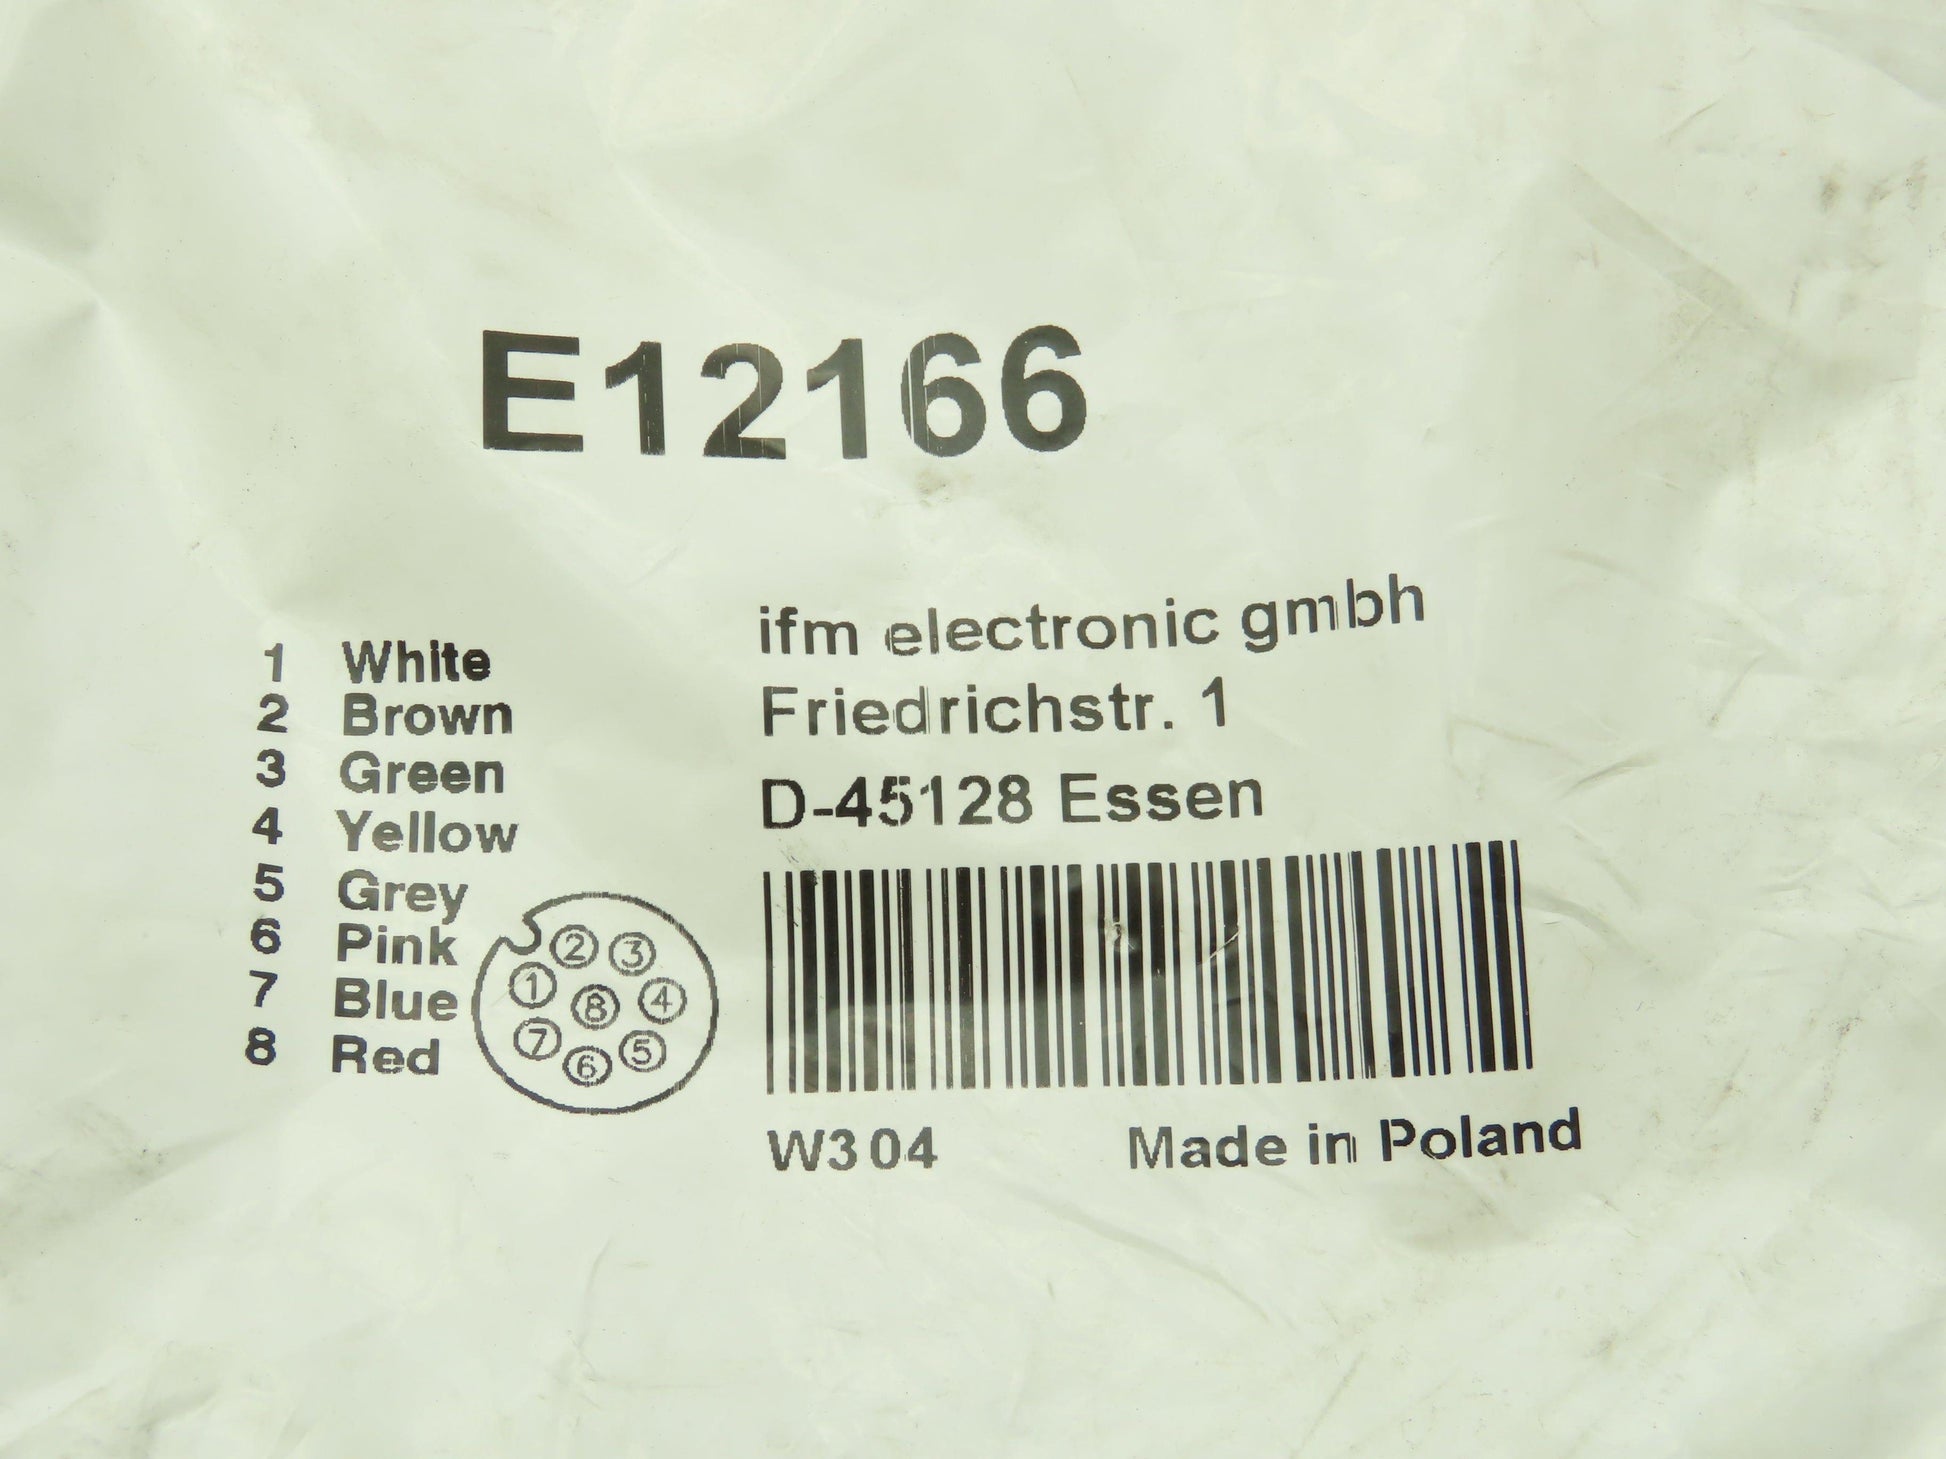 E12166
1 White
2 Brown
3 Green
4 Yellow
5 Grey
6 Pink
7 Blue
8 Red
2 3
1 8 4
7 6 5
ifm electronic gmbh
Friedrichstr. 1
D-45128 Essen
W304 Made in Poland